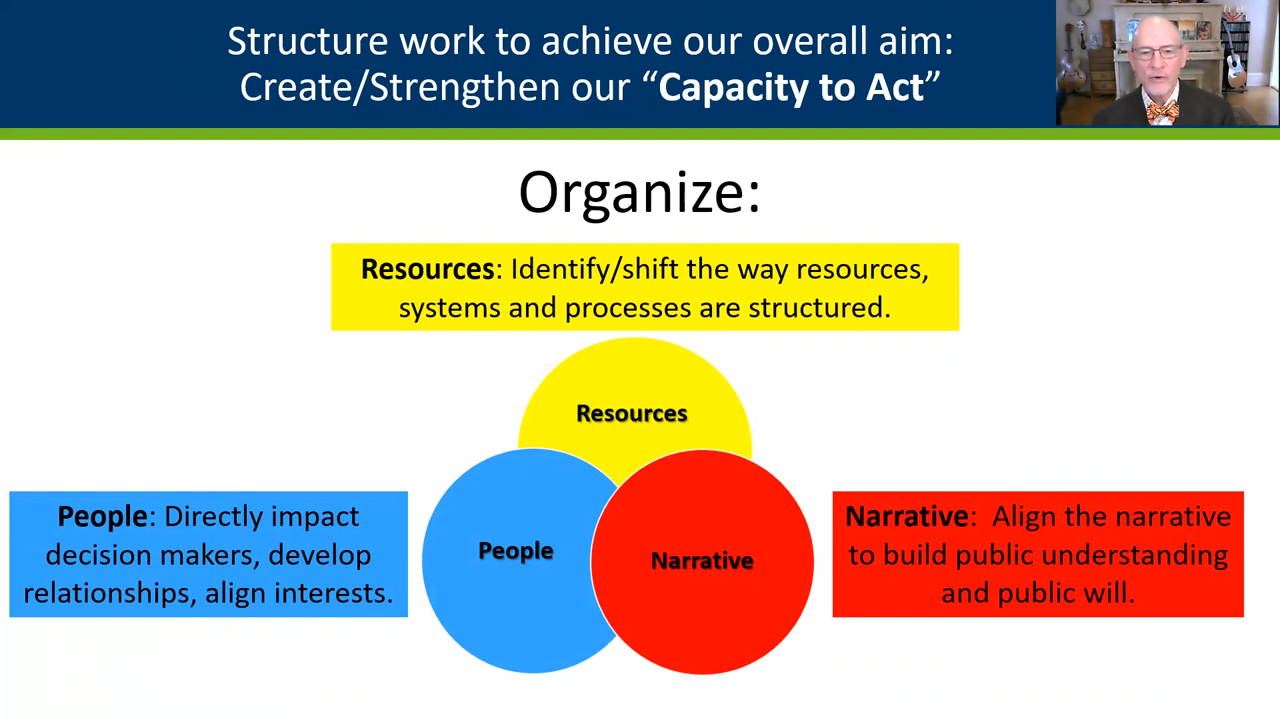 Structure work to achieve our overall aim:
Create/Strengthen our “Capacity to Act”
Organize:
Resources: Identify/shift the way resources,
systems and processes are structured.
Resources
People: Directly impact
decision makers, develop
relationships, align interests.
People
Narrative
Narrative:  Align the narrative
to build public understanding
and public will.